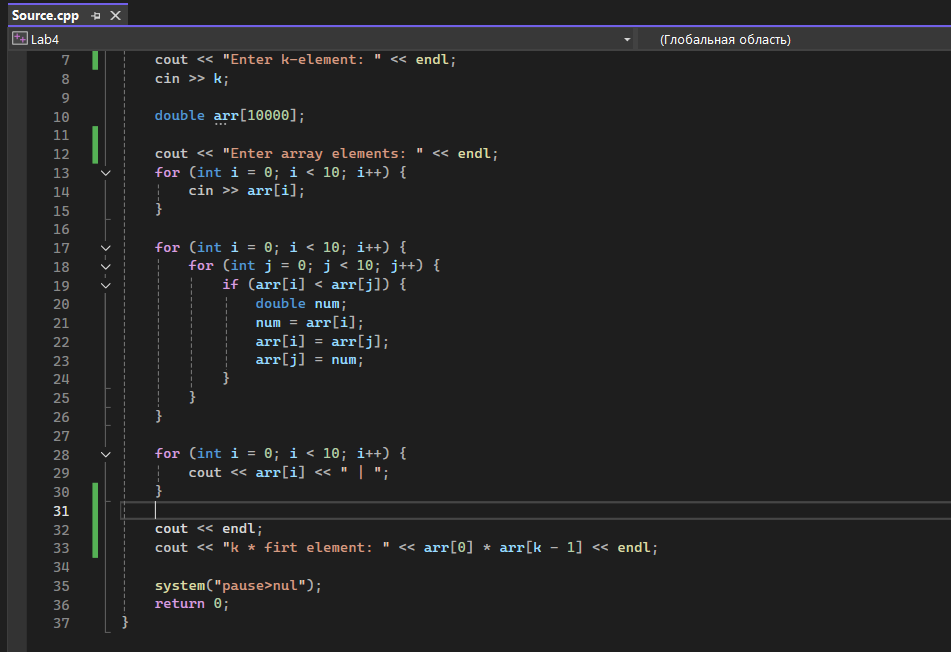 Source.cpp
Lab4 (Глобальная область)
7 cout << "Enter k-element: " << endl;
8 cin >> k;
9
10 double arr[10000];
11
12 cout << "Enter array elements: " << endl;
13 for (int i = 0; i < 10; i++) {
14 cin >> arr[i];
15 }
16
17 for (int i = 0; i < 10; i++) {
18 for (int j = 0; j < 10; j++) {
19 if (arr[i] < arr[j]) {
20 double num;
21 num = arr[i];
22 arr[i] = arr[j];
23 arr[j] = num;
24 }
25 }
26 }
27
28 for (int i = 0; i < 10; i++) {
29 cout << arr[i] << " | ";
30 }
31
32 cout << endl;
33 cout << "k * firt element: " << arr[0] * arr[k - 1] << endl;
34
35 system("pause>nul");
36 return 0;
37 }